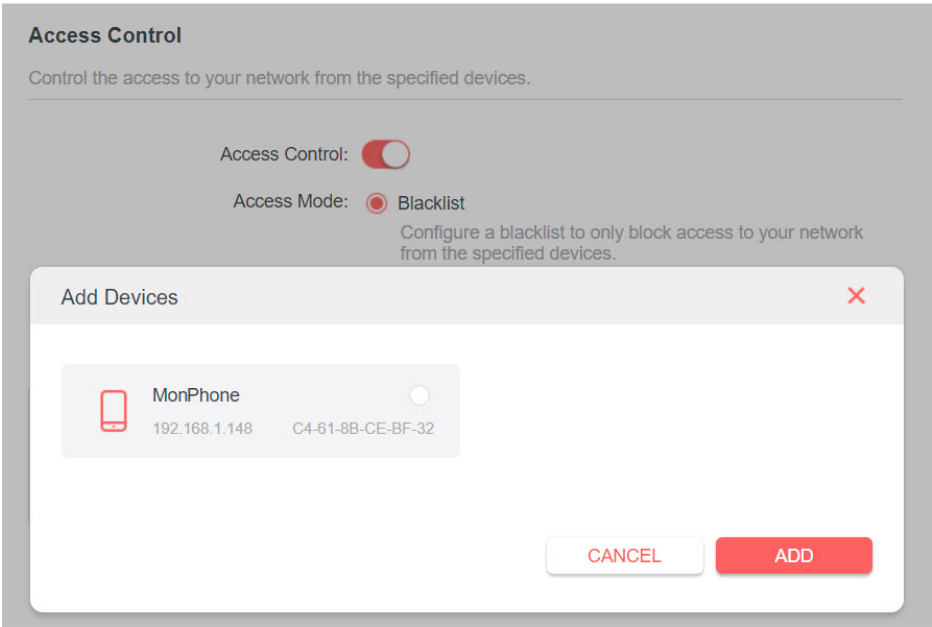 Access Control
Control the access to your network from the specified devices.
Access Control:
Access Mode: Blacklist
Configure a blacklist to only block access to your network
from the specified devices.
Add Devices
MonPhone
192.168.1.148 C4-61-8B-CE-BF-32
CANCEL ADD